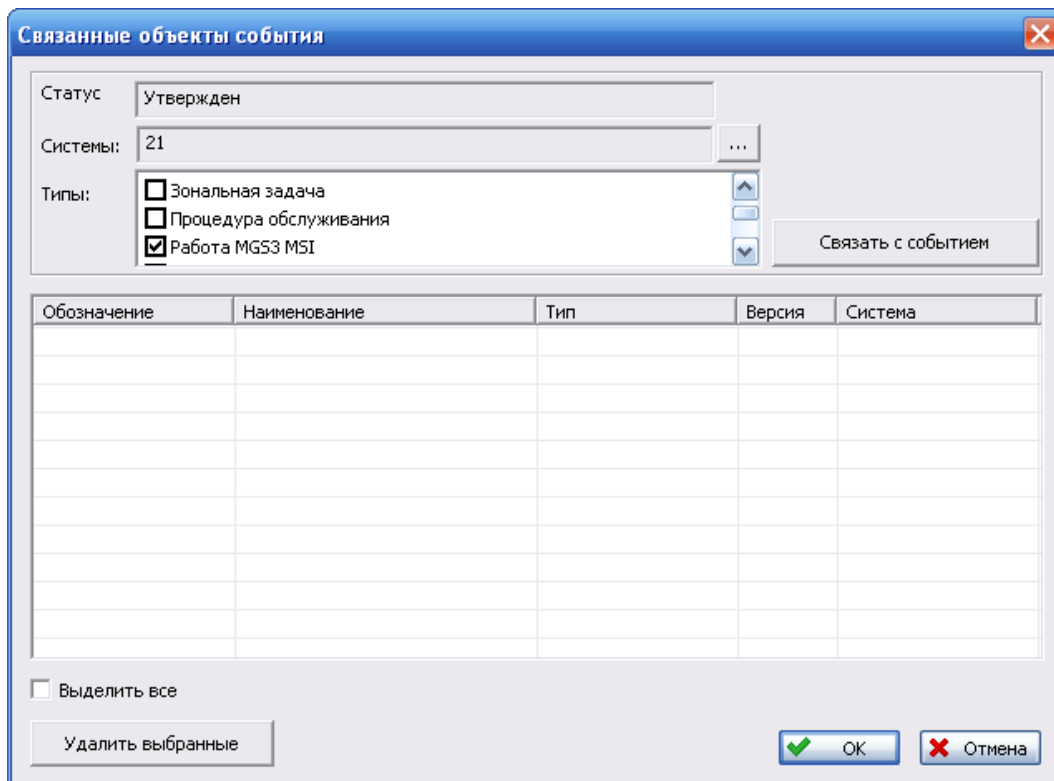 Связанные объекты события
Статус
Утвержден
Системы:
21
...
Типы:
Зональная задача
Процедура обслуживания
Работа MGS3 MSI
Связать с событием
Обозначение Наименование Тип Версия Система
Выделить все
Удалить выбранные
ОК
Отмена